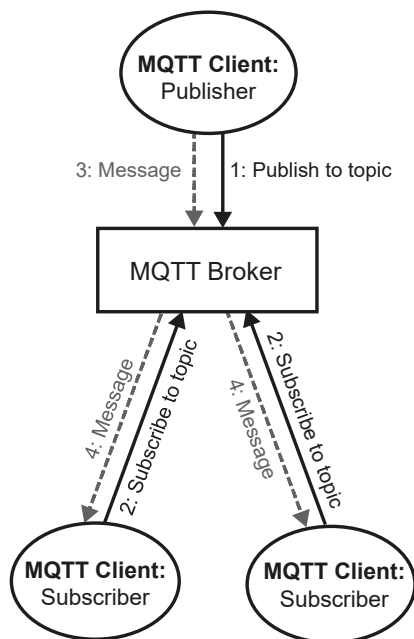 MQTT Client:
Publisher
3: Message
1: Publish to topic
MQTT Broker
4: Message
2: Subscribe to topic
4: Message
2: Subscribe to topic
MQTT Client:
Subscriber
MQTT Client:
Subscriber